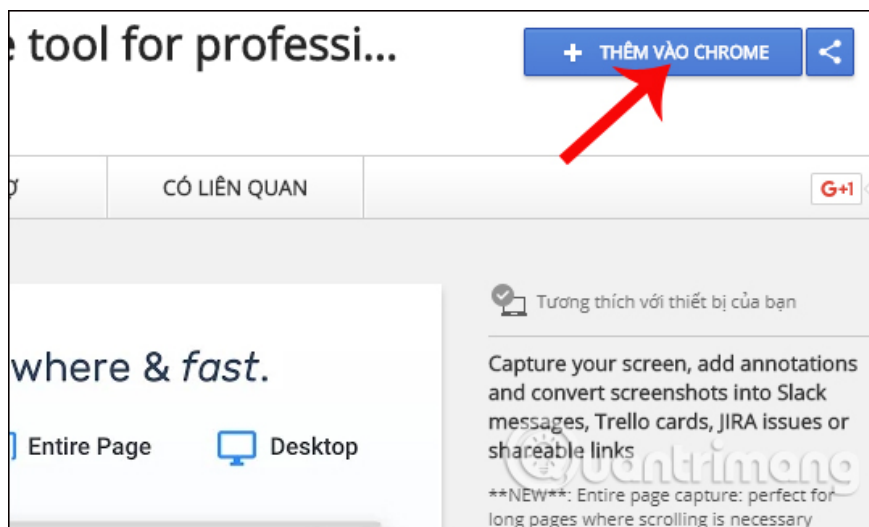 tool for professi...
+ THÊM VÀO CHROME
CÓ LIÊN QUAN
G+1
Tương thích với thiết bị của bạn
where & fast.
Capture your screen, add annotations
and convert screenshots into Slack
messages, Trello cards, JIRA issues or
shareable links
Entire Page
Desktop
Quantrimang
**NEW**: Entire page capture: perfect for
long pages where scrolling is necessary